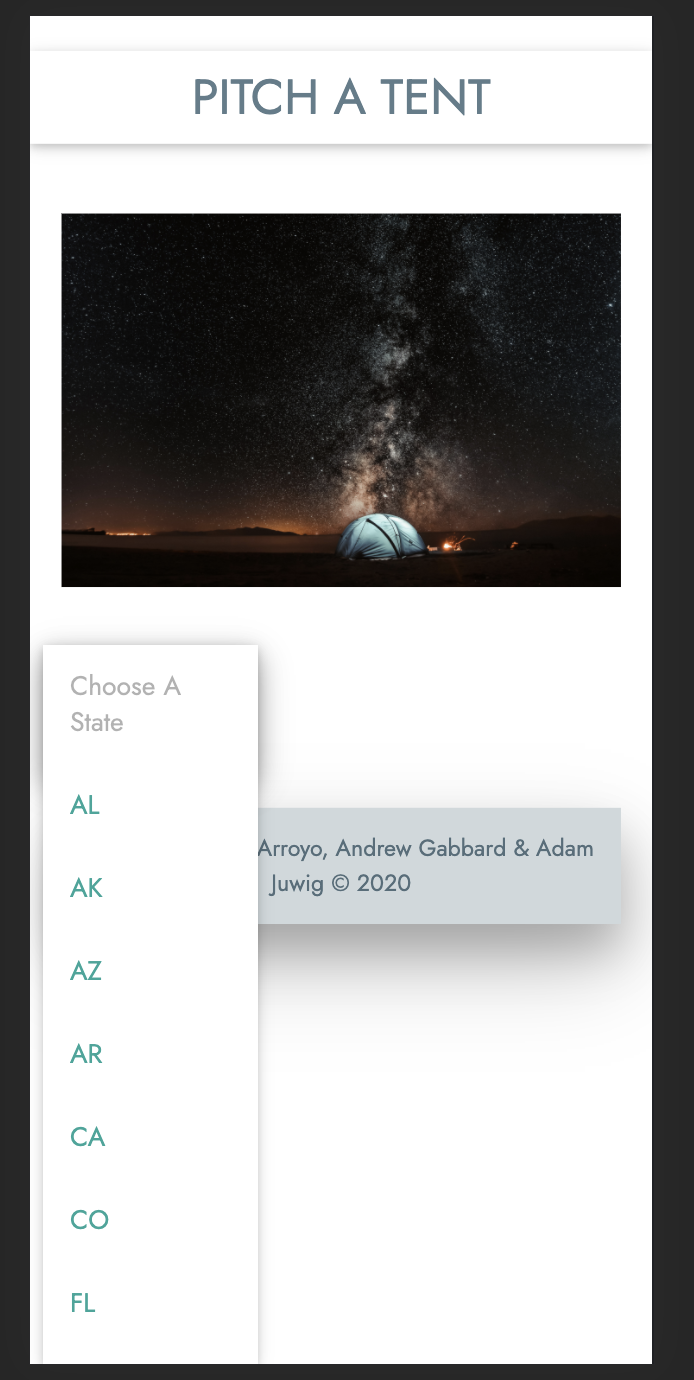 PITCH A TENT
Choose A
State
AL
AK
AZ
AR
CA
CO
FL
Arroyo, Andrew Gabbard & Adam
Juwig © 2020